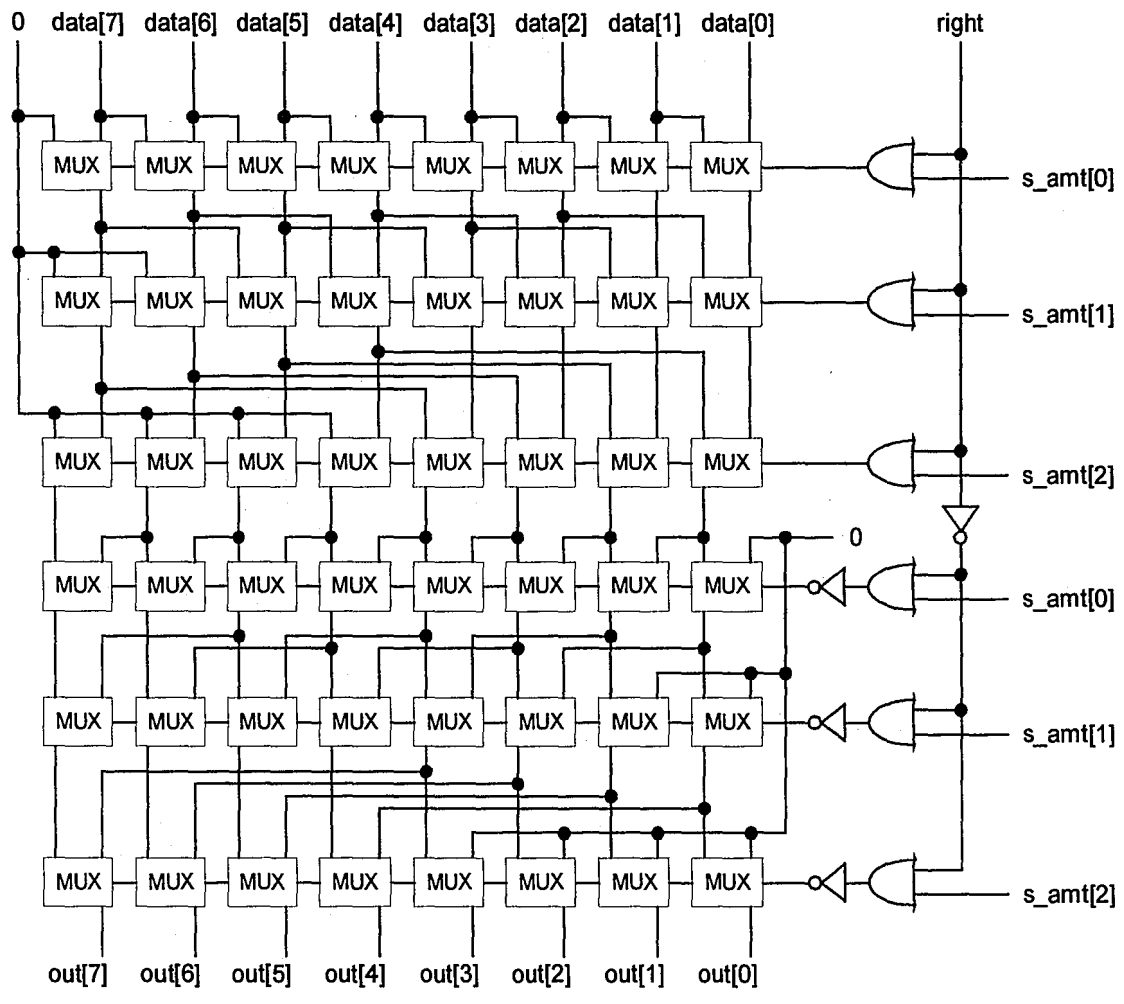 0 data[7] data[6] data[5] data[4] data[3] data[2] data[1] data[0] right
MUX MUX MUX MUX MUX MUX MUX MUX
s_amt[0]
MUX MUX MUX MUX MUX MUX MUX MUX
s_amt[1]
MUX MUX MUX MUX MUX MUX MUX MUX
s_amt[2]
0
MUX MUX MUX MUX MUX MUX MUX MUX
s_amt[0]
MUX MUX MUX MUX MUX MUX MUX MUX
s_amt[1]
MUX MUX MUX MUX MUX MUX MUX MUX
s_amt[2]
out[7] out[6] out[5] out[4] out[3] out[2] out[1] out[0]